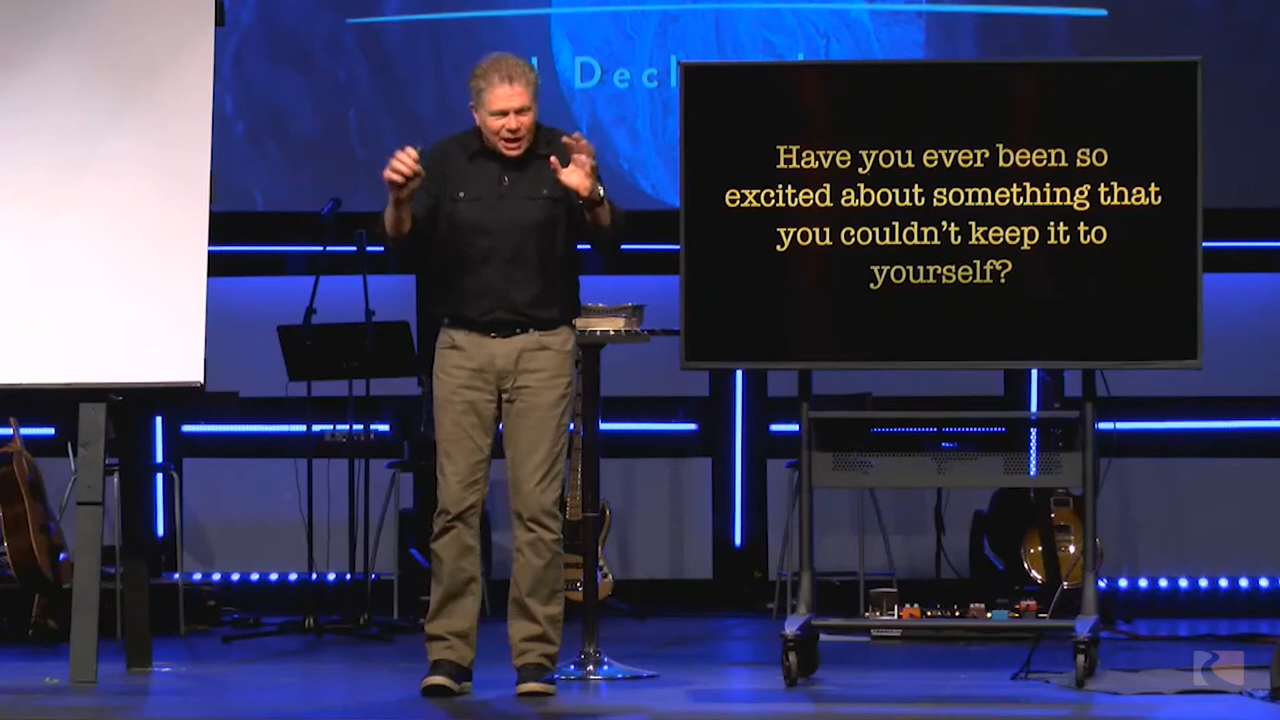 Have you ever been so
excited about something that
you couldn't keep it to
yourself?